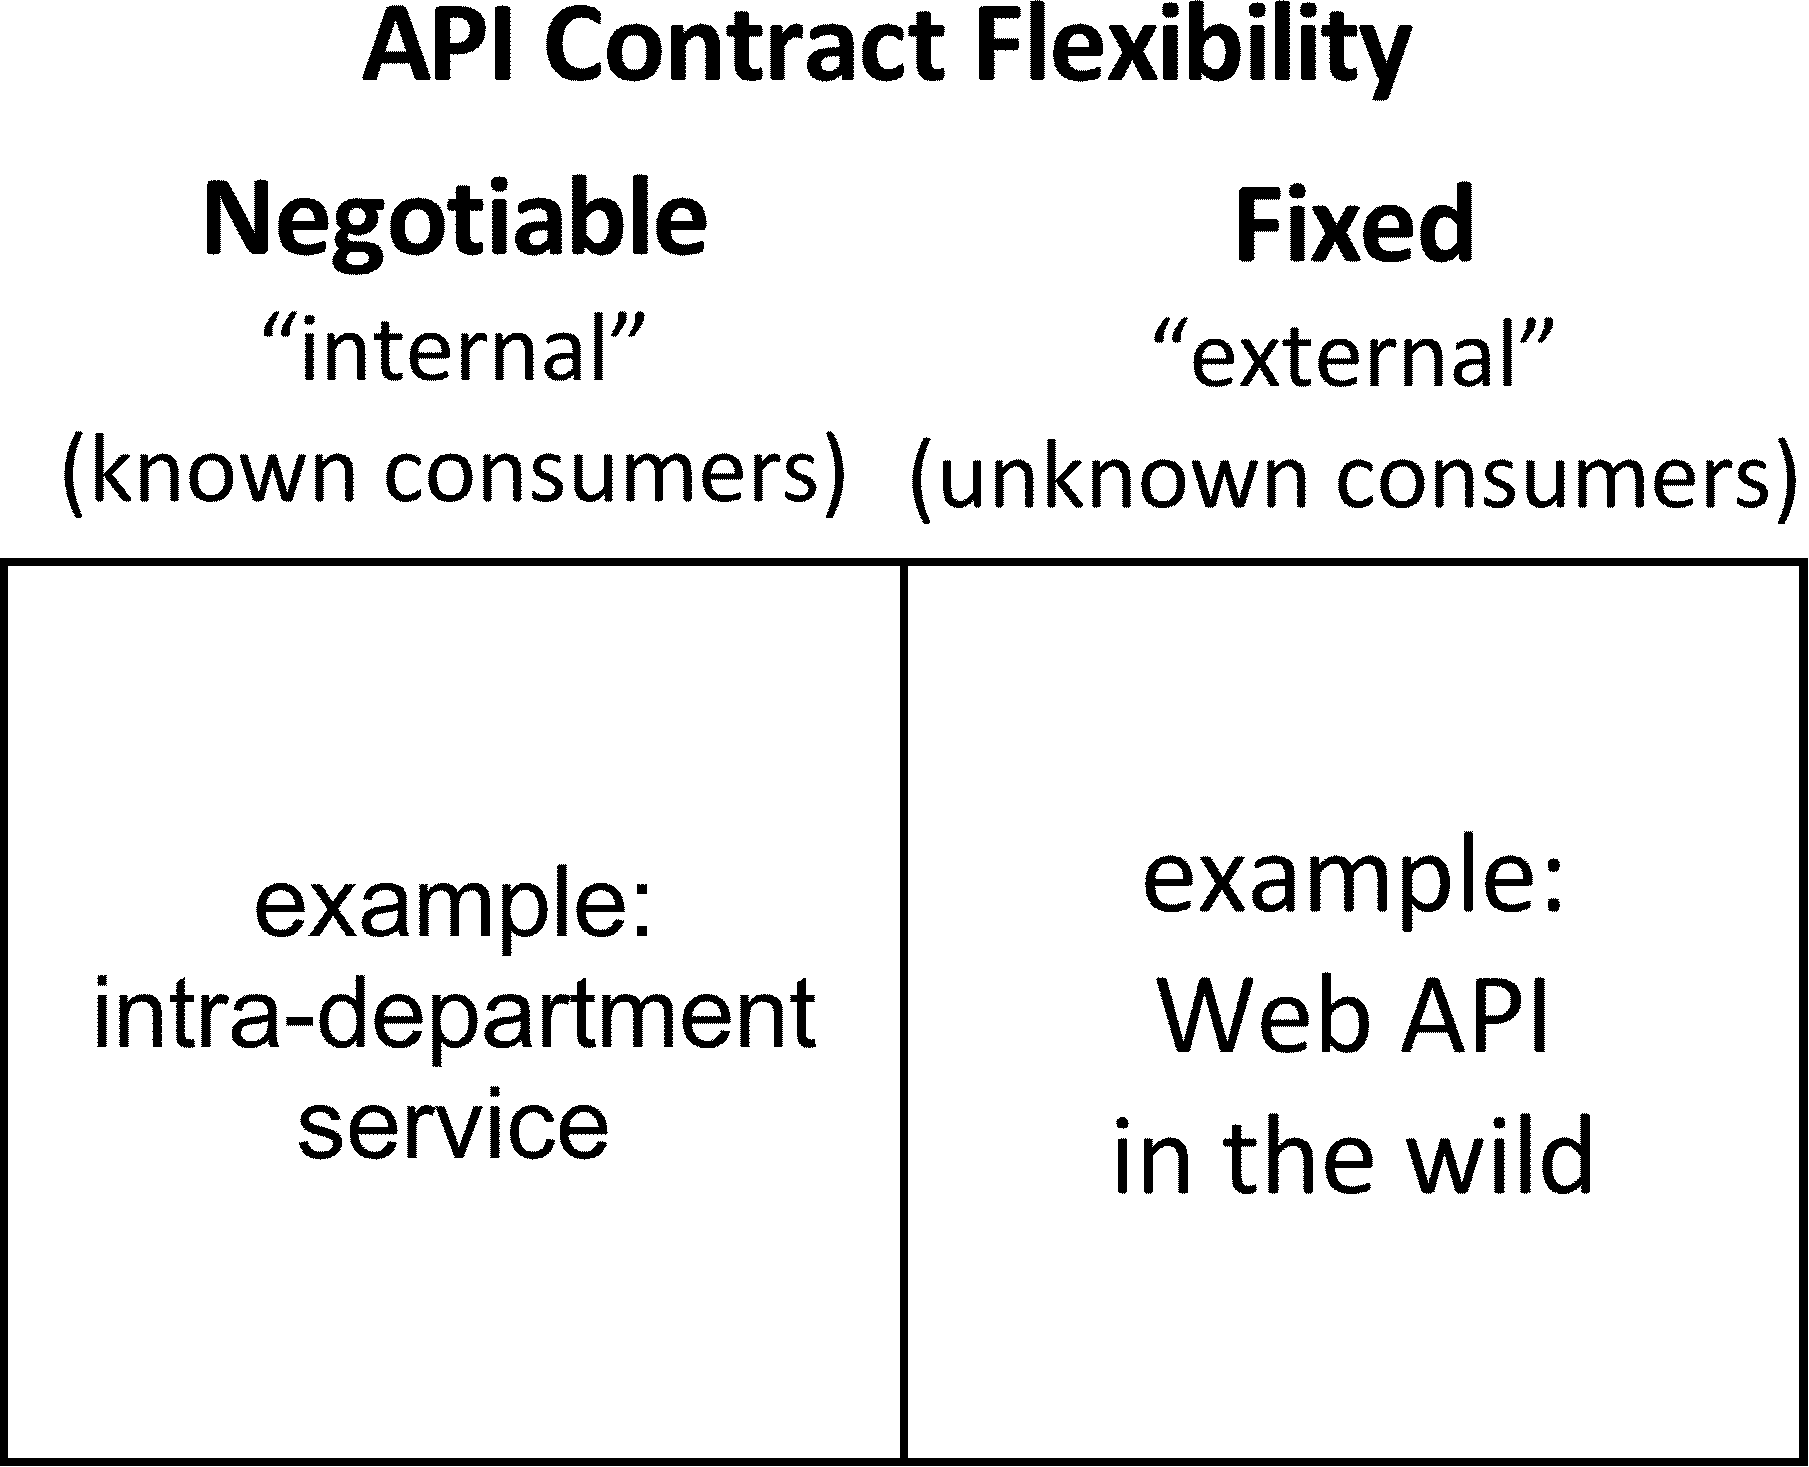 API Contract Flexibility
Negotiable
“internal”
(known consumers)
Fixed
“external”
(unknown consumers)
example:
intra-department
service
example:
Web API
in the wild